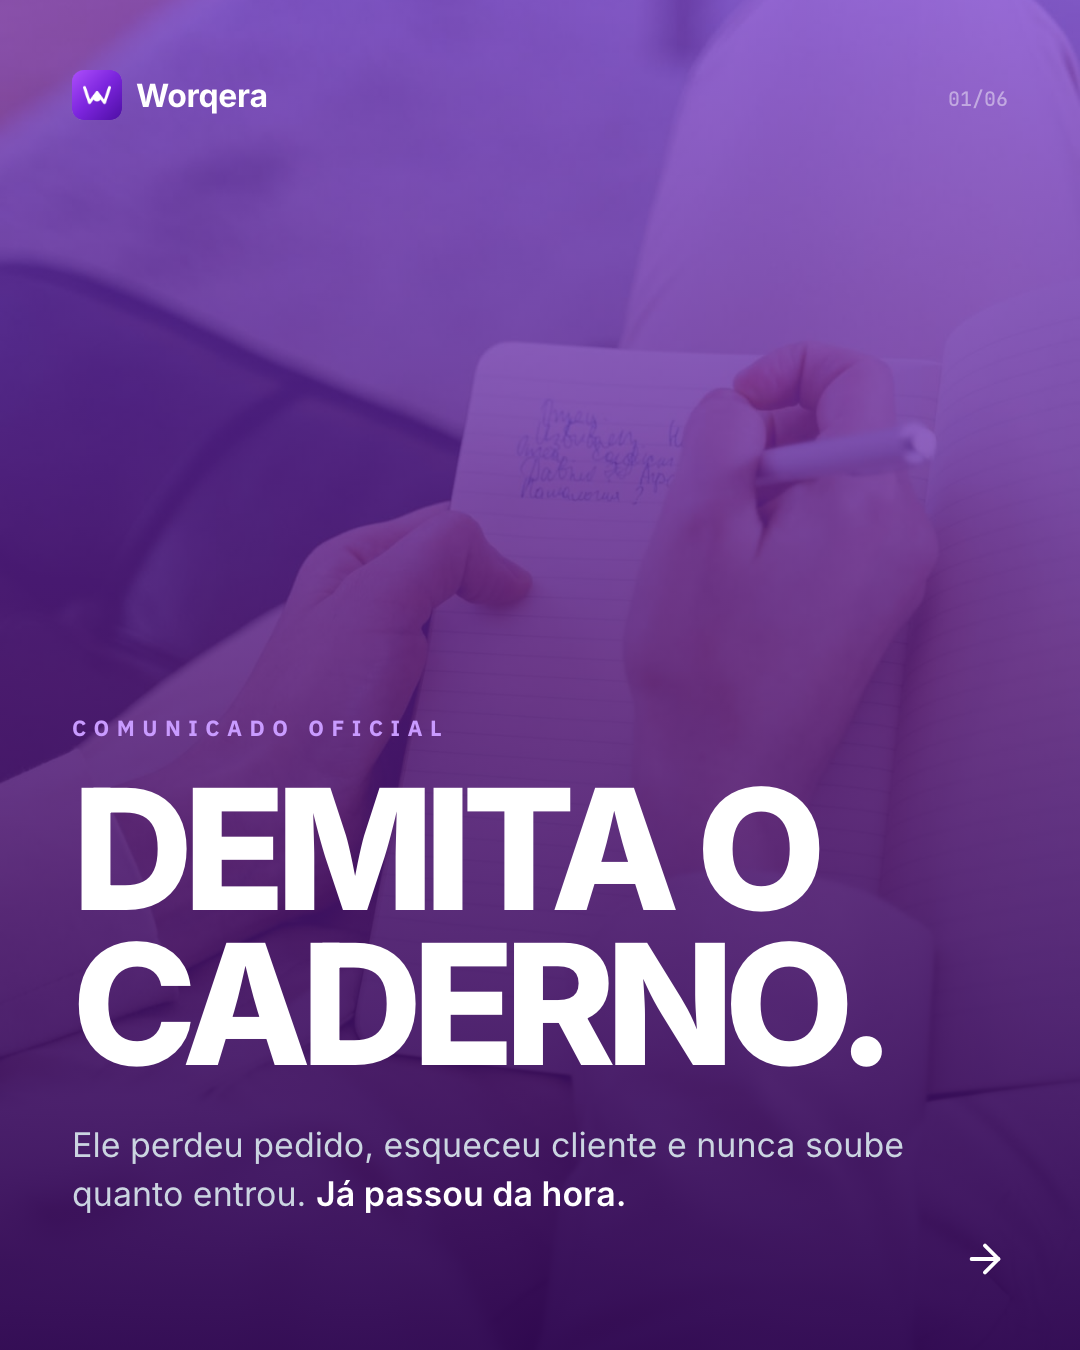 Worqera
01/06
COMUNICADO OFICIAL
DEMITA O
CADERNO.
Ele perdeu pedido, esqueceu cliente e nunca soube
quanto entrou. Já passou da hora.